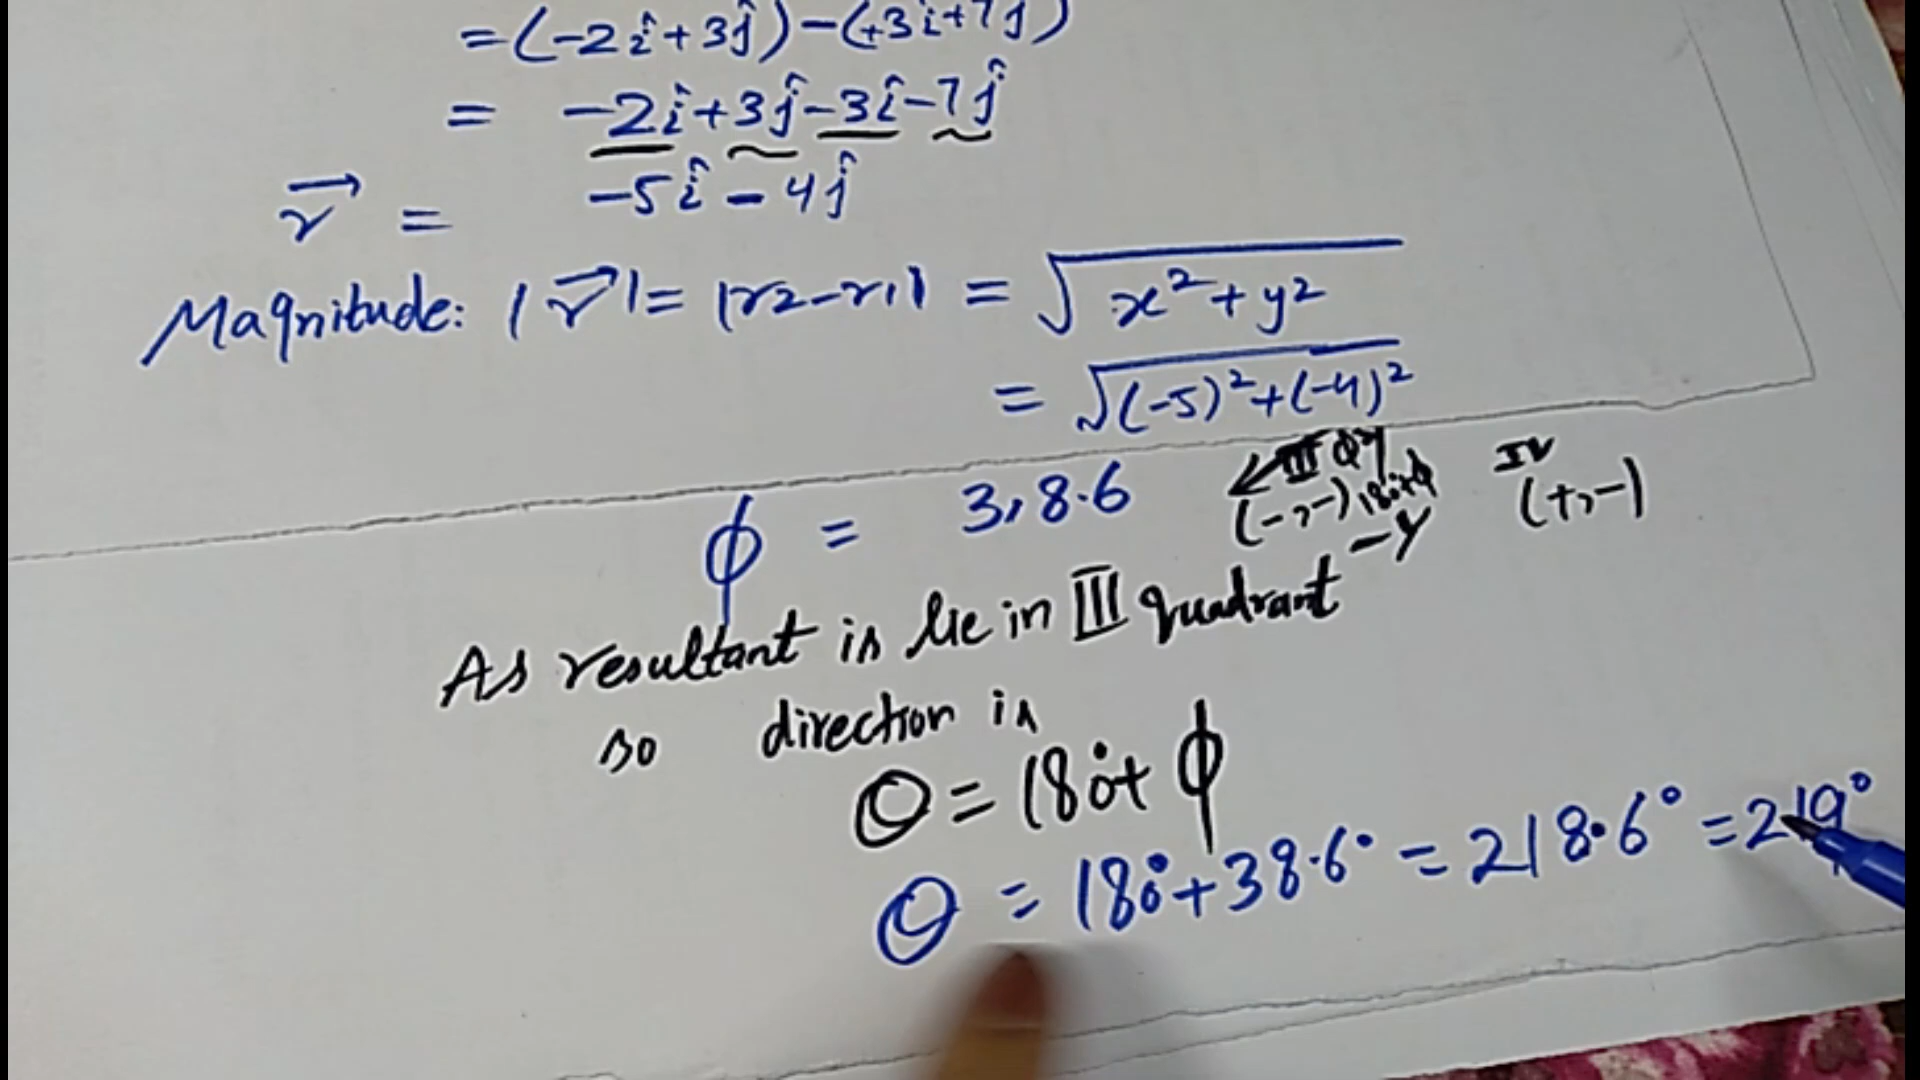 = (-2î + 3ĵ) - (+3î + 7ĵ)
= -2î + 3ĵ - 3î - 7ĵ
r⃗ = -5î - 4ĵ
Magnitude: |r⃗| = |r2-r1| = √(x² + y²)
= √((-5)² + (-4)²)
ϕ = 3,8.6
III
(-,-) 180+ϕ
-y
IV
(+,-)
As resultant is lie in III quadrant
so direction is
θ = 180°+ ϕ
θ = 180°+38.6° = 218.6° = 219°